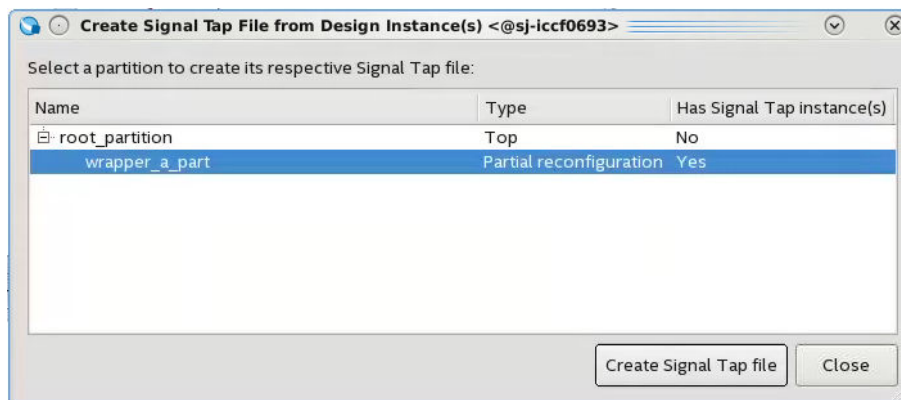 Create Signal Tap File from Design Instance(s) <@sj-iccf0693>
Select a partition to create its respective Signal Tap file:
Name Type Has Signal Tap instance(s)
root_partition Top No
wrapper_a_part Partial reconfiguration Yes
Create Signal Tap file Close